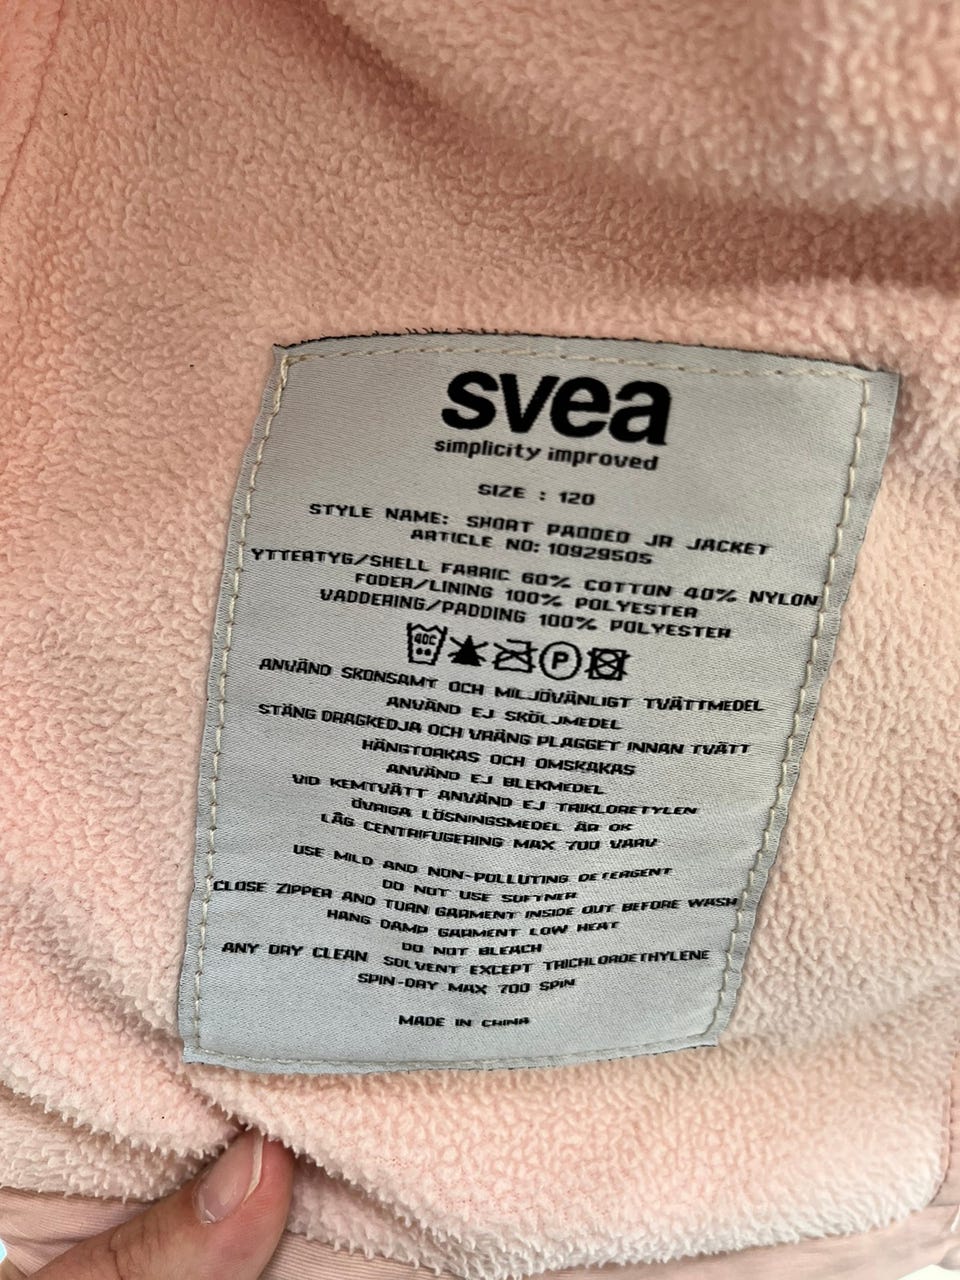 svea
simplicity improved
SIZE : 120
STYLE NAME: SHORT PADDED JR JACKET
ARTICLE NO: 10929505
YTTERTYG/SHELL FABRIC 60% COTTON 40% NYLON
FODER/LINING 100% POLYESTER
VADDERING/PADDING 100% POLYESTER
40C P
ANVÄND SKONSAMT OCH MILJÖVÄNLIGT TVÄTTMEDEL
ANVÄND EJ SKÖLJMEDEL
STÄNG DRAGKEDJA OCH VRÄNG PLAGGET INNAN TVÄTT
HÄNGTORKAS OCH OMSKAKAS
ANVÄND EJ BLEKMEDEL
VID KEMTVÄTT ANVÄND EJ TRIKLORETYLEN
ÖVRIGA LÖSNINGSMEDEL ÄR OK
LÅG CENTRIFUGERING MAX 700 VARV
USE MILD AND NON-POLLUTING DETERGENT
DO NOT USE SOFTNER
CLOSE ZIPPER AND TURN GARMENT INSIDE OUT BEFORE WASH
HANG DAMP GARMENT LOW HEAT
DO NOT BLEACH
ANY DRY CLEAN SOLVENT EXCEPT TRICHLOROETHYLENE
SPIN-DRY MAX 700 SPIN
MADE IN CHINA